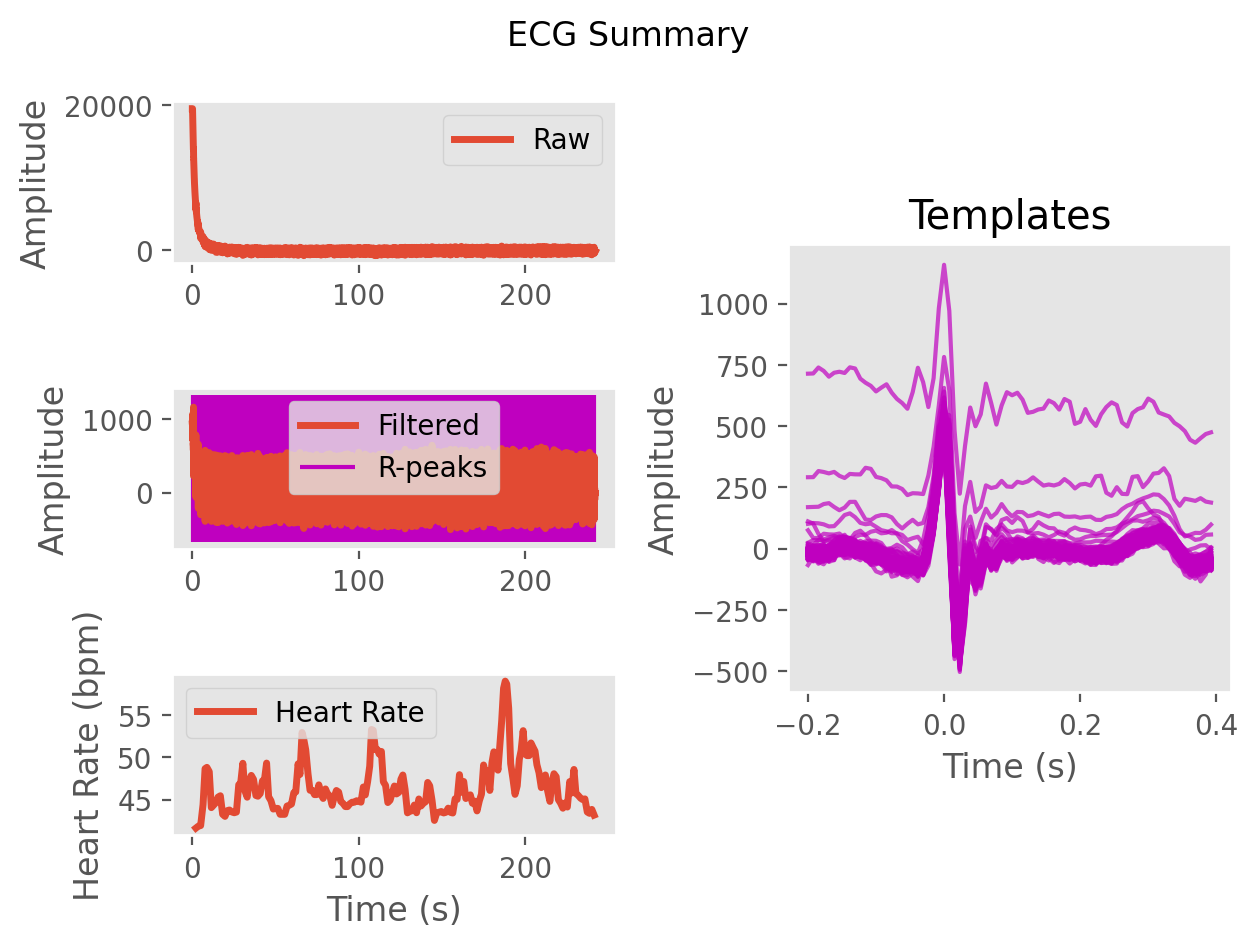 ECG Summary
20000
0
Amplitude
Raw
0 100 200
1000
0
Amplitude
Filtered
R-peaks
0 100 200
55
50
45
Heart Rate (bpm)
Heart Rate
0 100 200
Time (s)
Templates
1000
750
500
250
0
−250
−500
Amplitude
−0.2 0.0 0.2 0.4
Time (s)